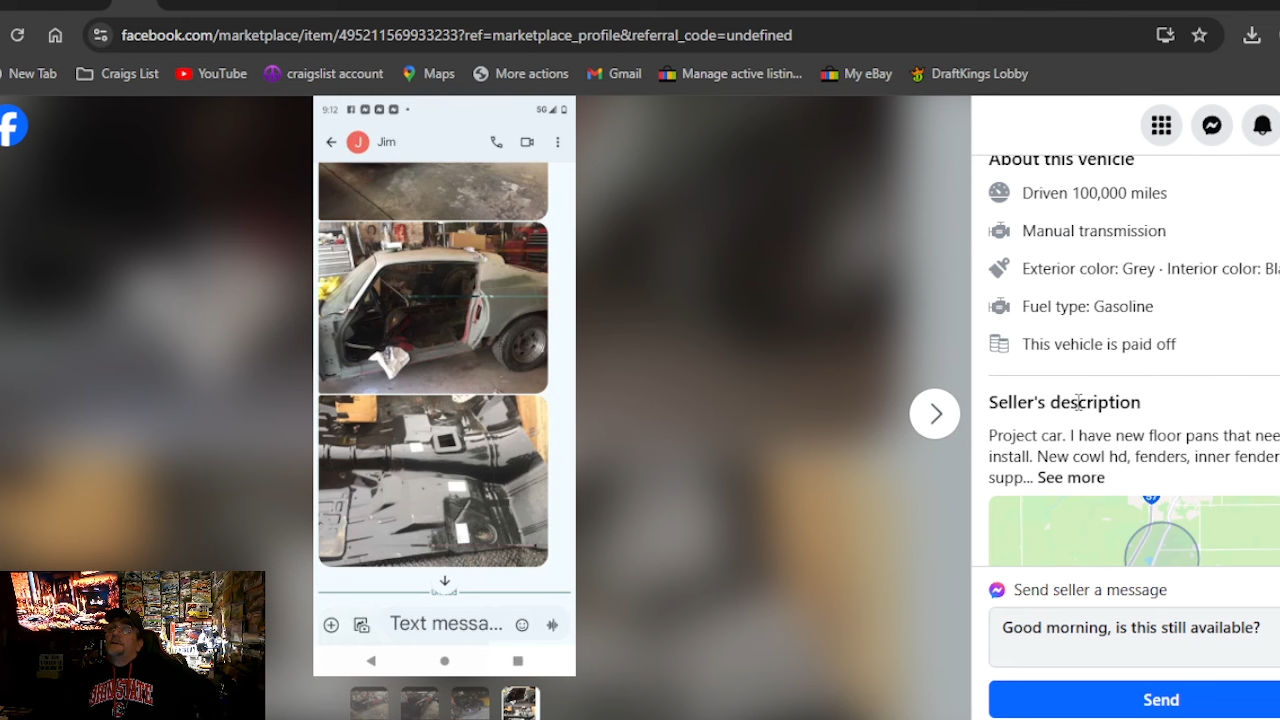 facebook.com/marketplace/item/495211569933233?ref=marketplace_profile&referral_code=undefined
New Tab Craigs List YouTube craigslist account Maps More actions Gmail Manage active listin... My eBay DraftKings Lobby
9:12 5G
J Jim
Text messa...
About this vehicle
Driven 100,000 miles
Manual transmission
Exterior color: Grey · Interior color: Bla
Fuel type: Gasoline
This vehicle is paid off
Seller's description
Project car. I have new floor pans that nee
install. New cowl hd, fenders, inner fender
supp... See more
Send seller a message
Good morning, is this still available?
Send
OHIO STATE